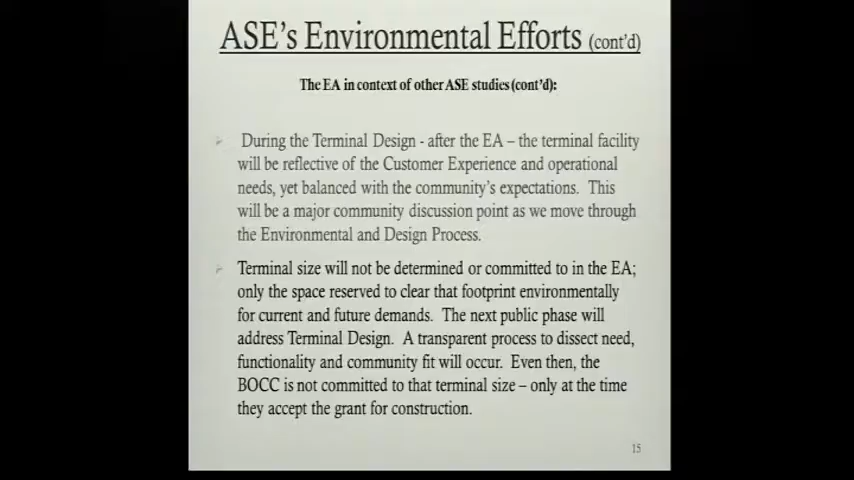 ASE's Environmental Efforts (cont'd)
The EA in context of other ASE studies (cont'd):
During the Terminal Design - after the EA – the terminal facility
will be reflective of the Customer Experience and operational
needs, yet balanced with the community's expectations.  This
will be a major community discussion point as we move through
the Environmental and Design Process.
Terminal size will not be determined or committed to in the EA;
only the space reserved to clear that footprint environmentally
for current and future demands.  The next public phase will
address Terminal Design.  A transparent process to dissect need,
functionality and community fit will occur.  Even then, the
BOCC is not committed to that terminal size – only at the time
they accept the grant for construction.
15